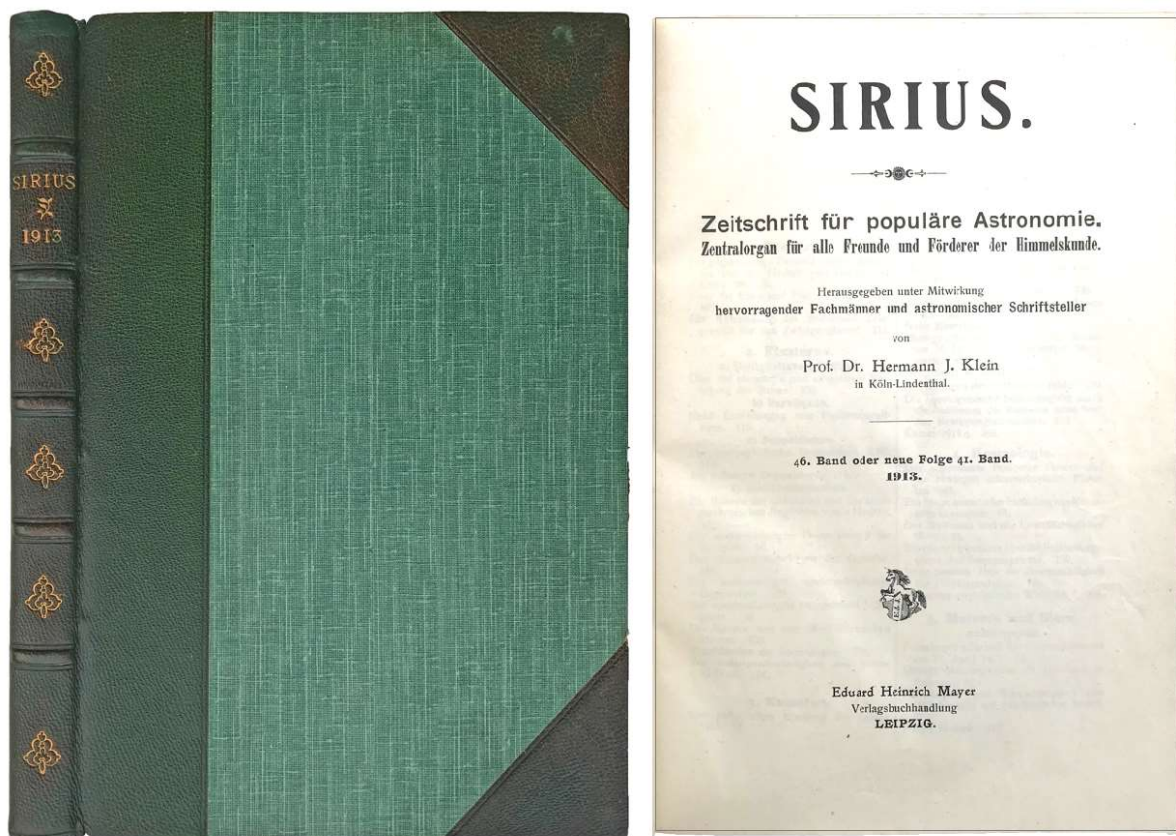 SIRIUS
1913
SIRIUS.
Zeitschrift für populäre Astronomie.
Zentralorgan für alle Freunde und Förderer der Himmelskunde.
Herausgegeben unter Mitwirkung
hervorragender Fachmänner und astronomischer Schriftsteller
von
Prof. Dr. Hermann J. Klein
in Köln-Lindenthal.
46. Band oder neue Folge 41. Band.
1913.
Eduard Heinrich Mayer
Verlagsbuchhandlung
LEIPZIG.